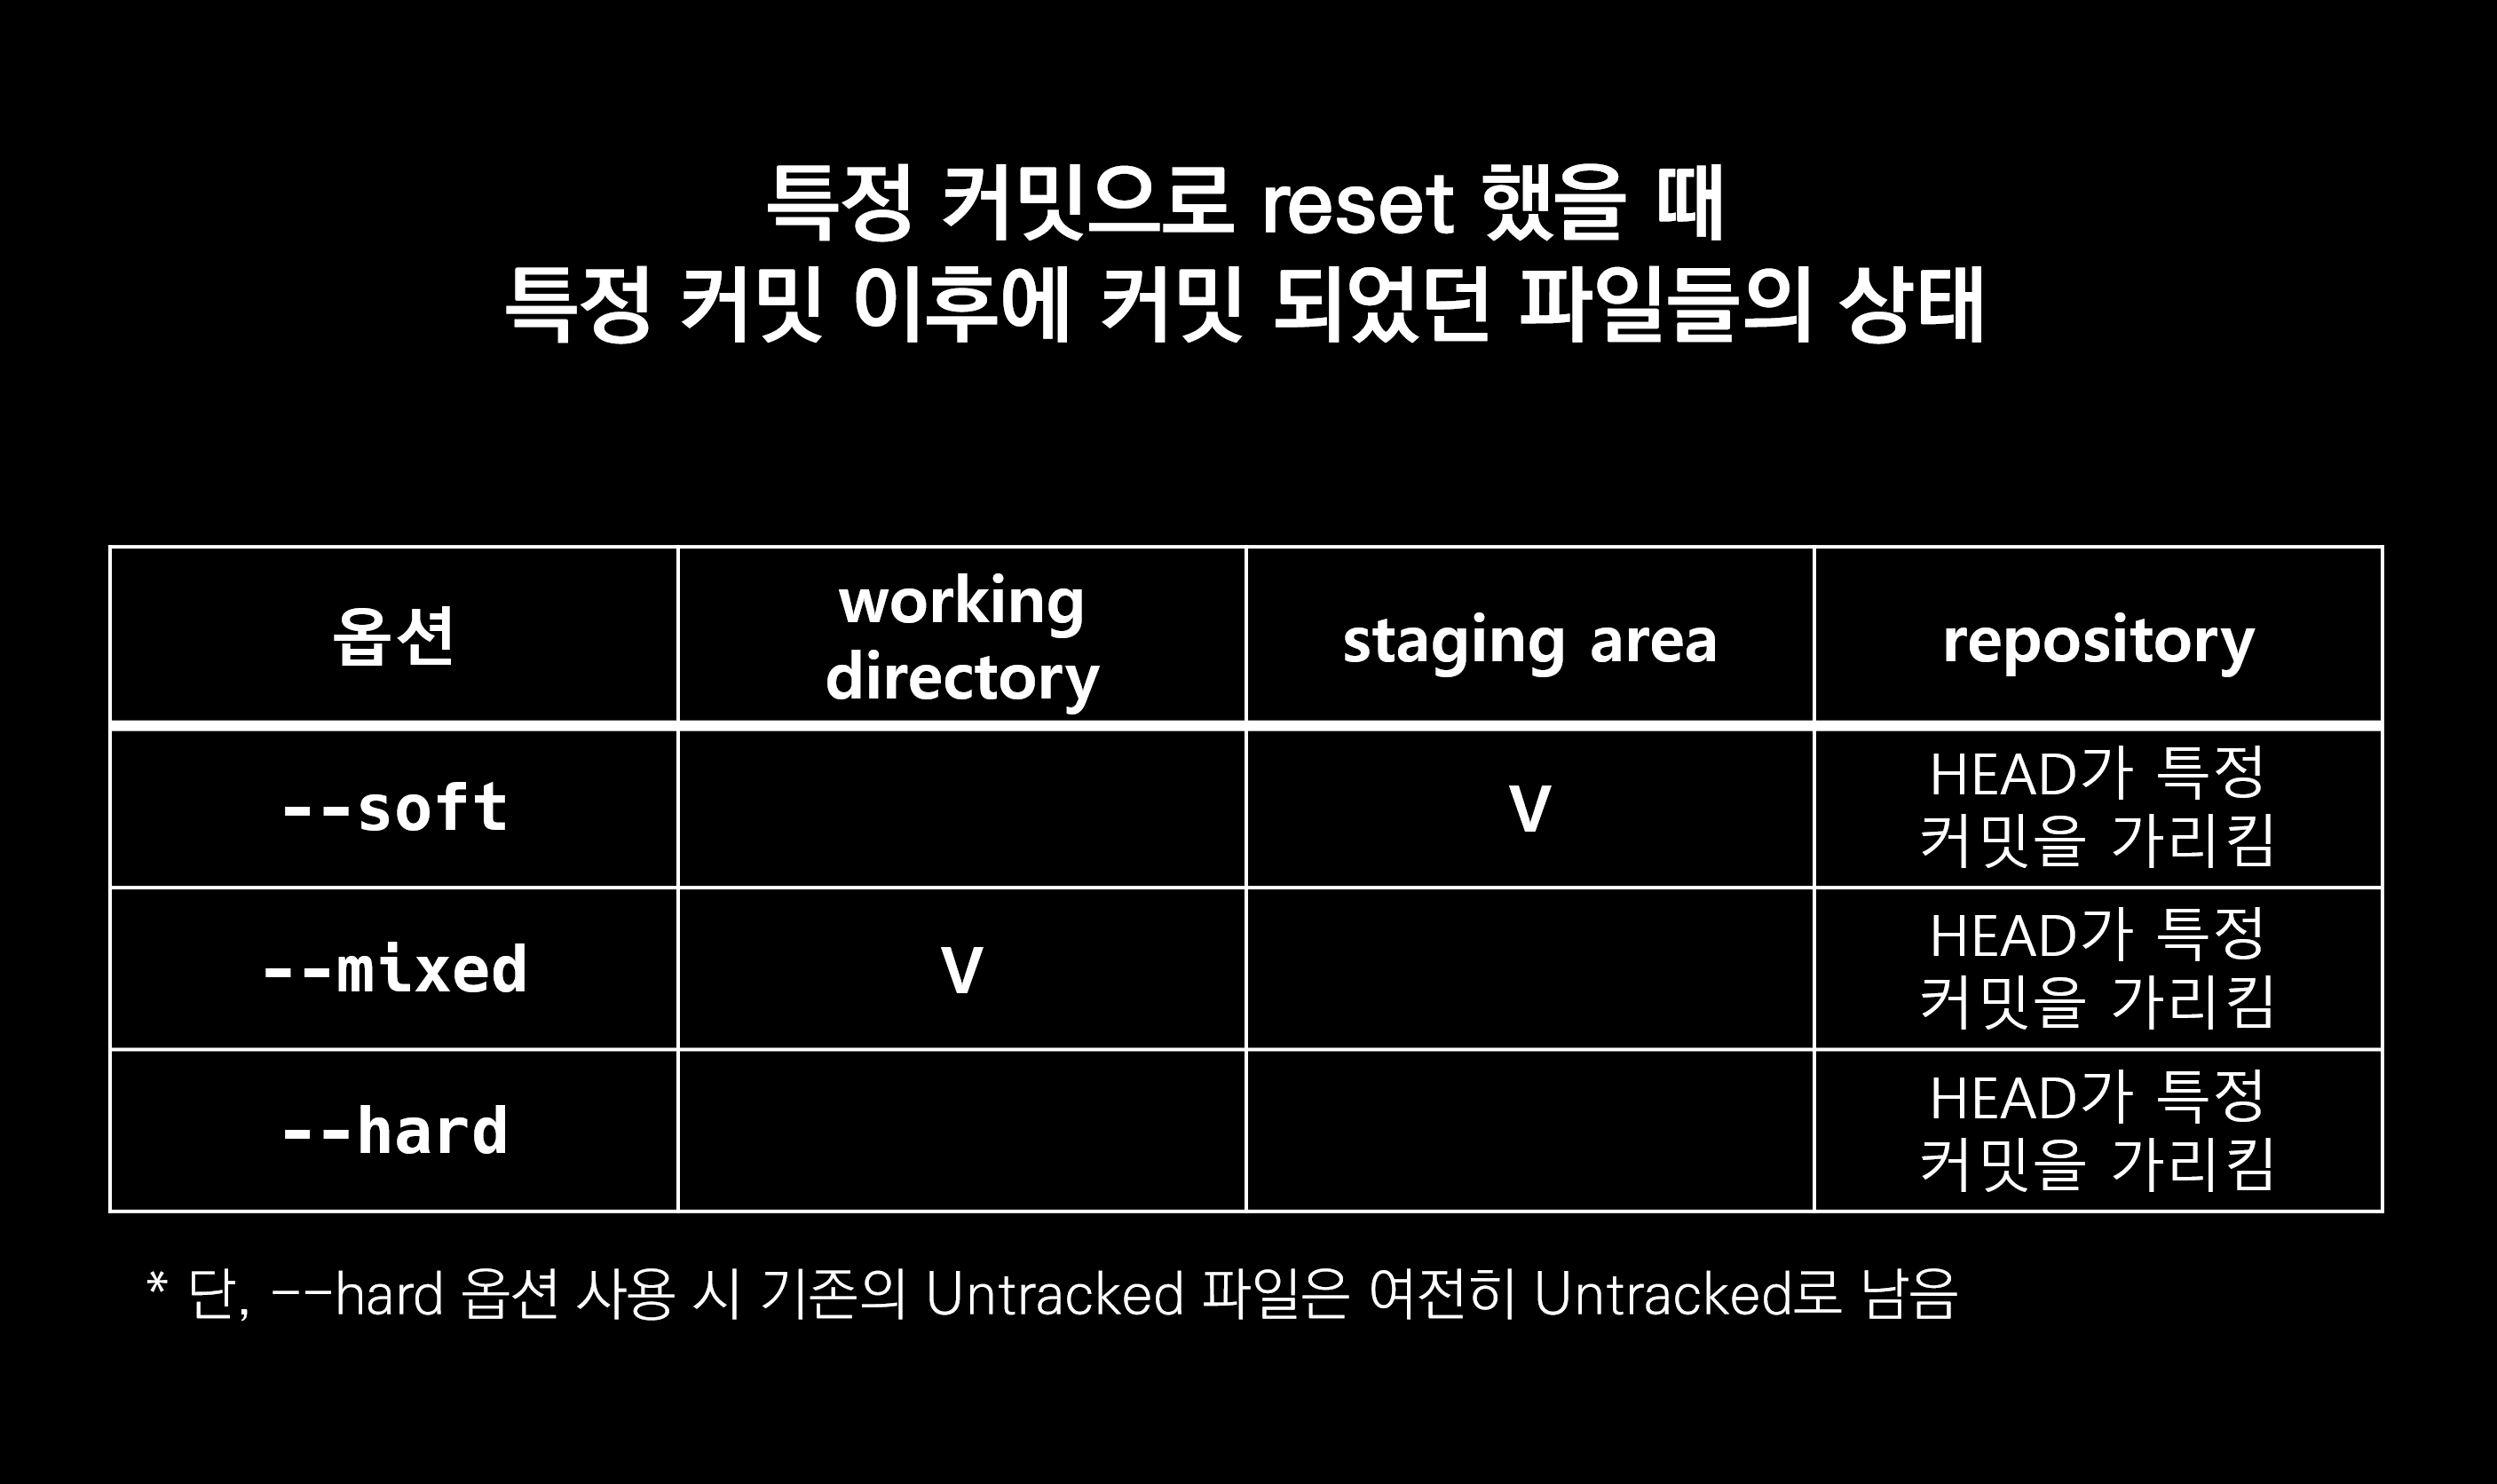 특정 커밋으로 reset 했을 때
특정 커밋 이후에 커밋 되었던 파일들의 상태
옵션
working
directory
staging area
repository
--soft
V
HEAD가 특정
커밋을 가리킴
--mixed
V
HEAD가 특정
커밋을 가리킴
--hard
HEAD가 특정
커밋을 가리킴
* 단, --hard 옵션 사용 시 기존의 Untracked 파일은 여전히 Untracked로 남음